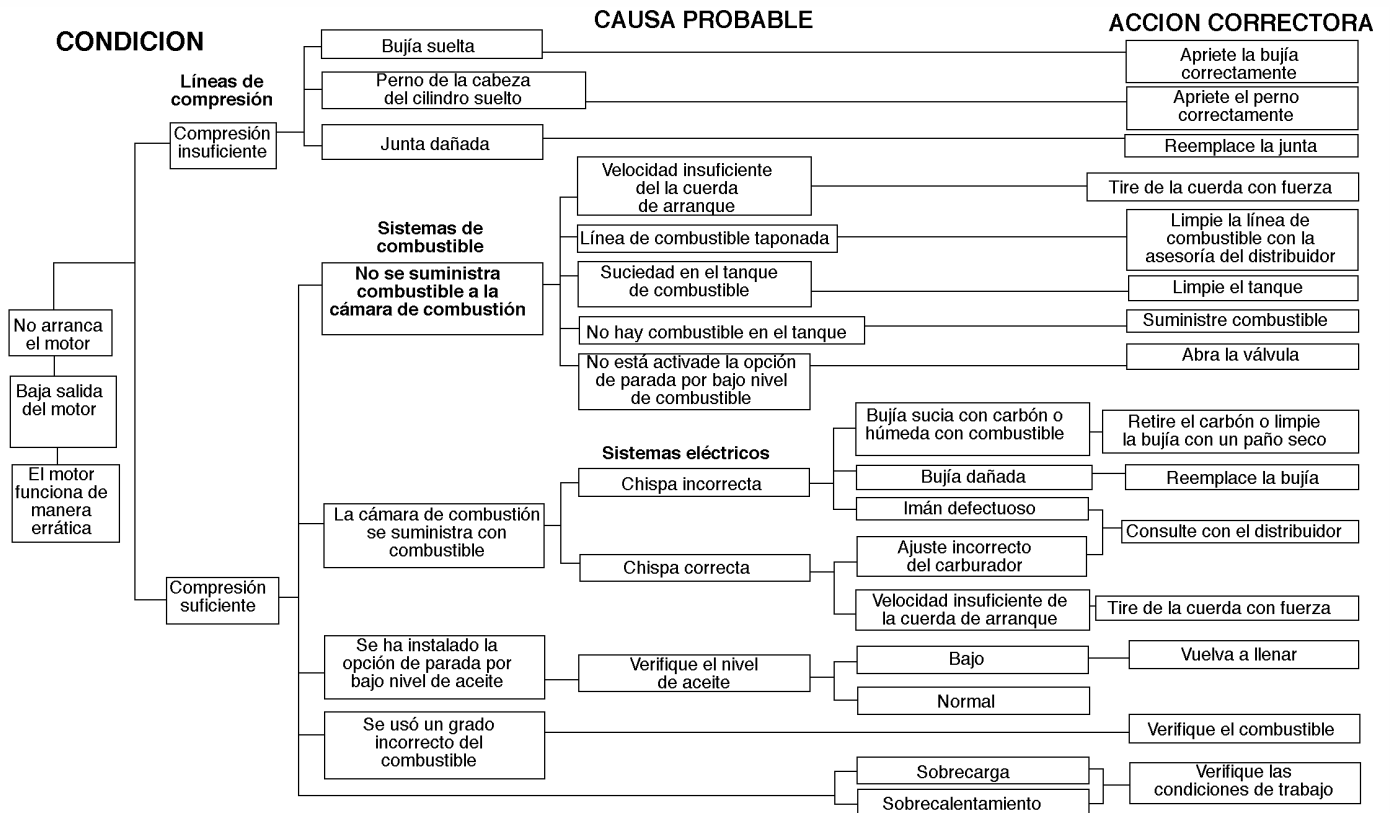 CONDICION
CAUSA PROBABLE
ACCION CORRECTORA
No arranca
el motor
Baja salida
del motor
El motor
funciona de
manera
errática
Líneas de
compresión
Compresión
insuficiente
Bujía suelta
Apriete la bujía
correctamente
Perno de la cabeza
del cilindro suelto
Apriete el perno
correctamente
Junta dañada
Reemplace la junta
Compresión
suficiente
Sistemas de
combustible
No se suministra
combustible a la
cámara de combustión
Velocidad insuficiente
del la cuerda
de arranque
Tire de la cuerda con fuerza
Línea de combustible taponada
Limpie la línea de
combustible con la
asesoría del distribuidor
Suciedad en el tanque
de combustible
Limpie el tanque
No hay combustible en el tanque
Suministre combustible
No está activade la opción
de parada por bajo nivel
de combustible
Abra la válvula
La cámara de combustión
se suministra con
combustible
Sistemas eléctricos
Chispa incorrecta
Bujía sucia con carbón o
húmeda con combustible
Retire el carbón o limpie
la bujía con un paño seco
Bujía dañada
Reemplace la bujía
Imán defectuoso
Consulte con el distribuidor
Chispa correcta
Ajuste incorrecto
del carburador
Velocidad insuficiente de
la cuerda de arranque
Tire de la cuerda con fuerza
Se ha instalado la
opción de parada por
bajo nivel de aceite
Verifique el nivel
de aceite
Bajo
Vuelva a llenar
Normal
Se usó un grado
incorrecto del
combustible
Verifique el combustible
Sobrecarga
Sobrecalentamiento
Verifique las
condiciones de trabajo